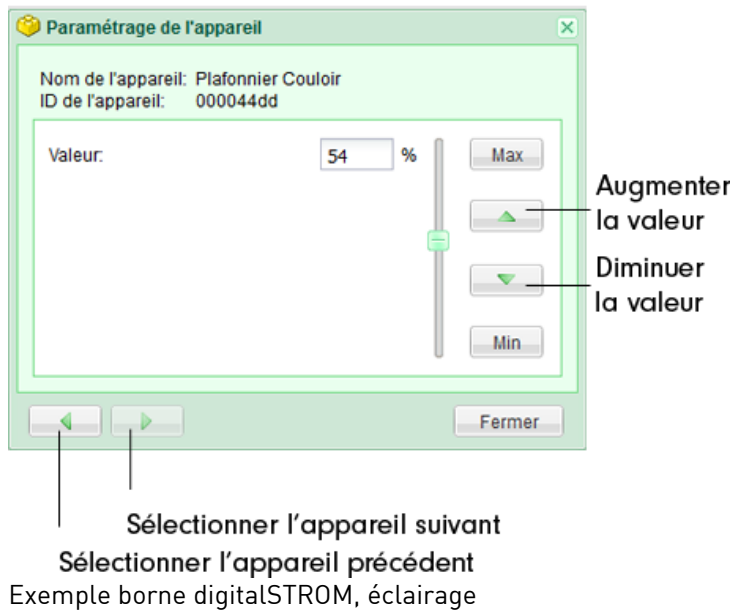 Paramétrage de l'appareil
Nom de l'appareil: Plafonnier Couloir
ID de l'appareil: 000044dd
Valeur: 54 %
Max
Augmenter
la valeur
Diminuer
la valeur
Min
Fermer
Sélectionner l'appareil suivant
Sélectionner l'appareil précédent
Exemple borne digitalSTROM, éclairage